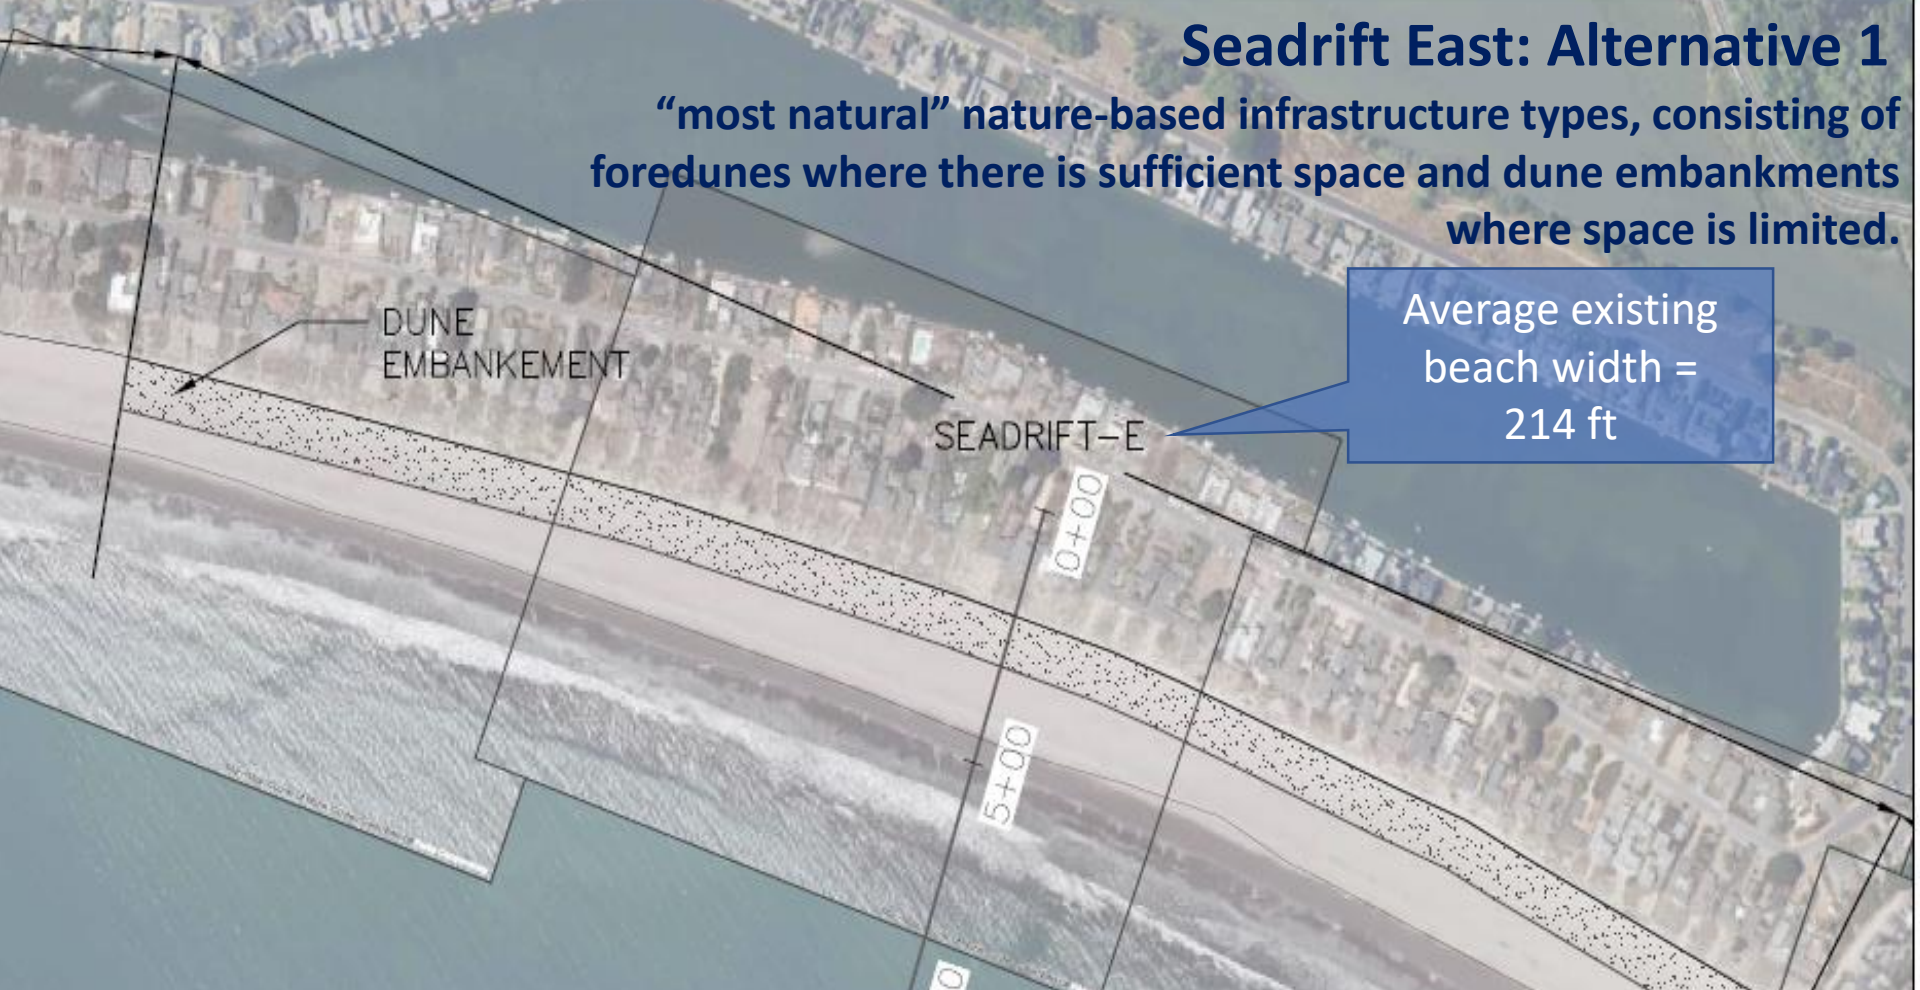 Seadrift East: Alternative 1
“most natural” nature-based infrastructure types, consisting of
foredunes where there is sufficient space and dune embankments
where space is limited.
Average existing
beach width =
214 ft
DUNE
EMBANKEMENT
SEADRIFT-E
0+00
5+00
0